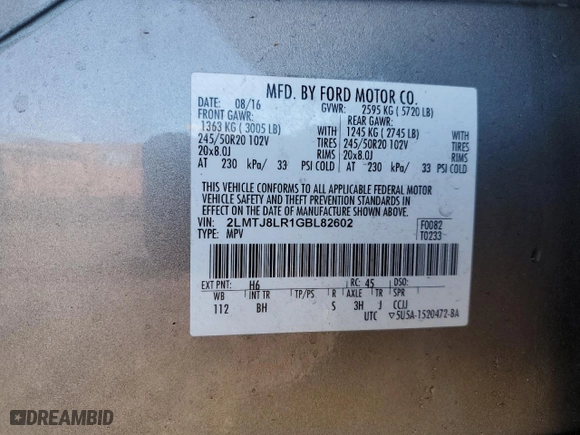 MFD. BY FORD MOTOR CO.
DATE: 08/16 GVWR: 2595 KG ( 5720 LB)
FRONT GAWR: REAR GAWR:
1363 KG ( 3005 LB) WITH 1245 KG ( 2745 LB) WITH
245/50R20 102V TIRES 245/50R20 102V TIRES
20x8.0J RIMS 20x8.0J RIMS
AT 230 kPa/ 33 PSI COLD AT 230 kPa/ 33 PSI COLD
THIS VEHICLE CONFORMS TO ALL APPLICABLE FEDERAL MOTOR
VEHICLE SAFETY AND THEFT PREVENTION STANDARDS IN
EFFECT ON THE DATE OF MANUFACTURE SHOWN ABOVE.
VIN: 2LMTJ8LR1GBL82602 F0082
TYPE: MPV T0233
EXT PNT: H6 RC: 45 DSO:
WB INT TR TP/PS R AXLE TR SPR
112 BH S 3H J CCIJ
UTC ▽5U5A-1520472-BA
DREAMBID